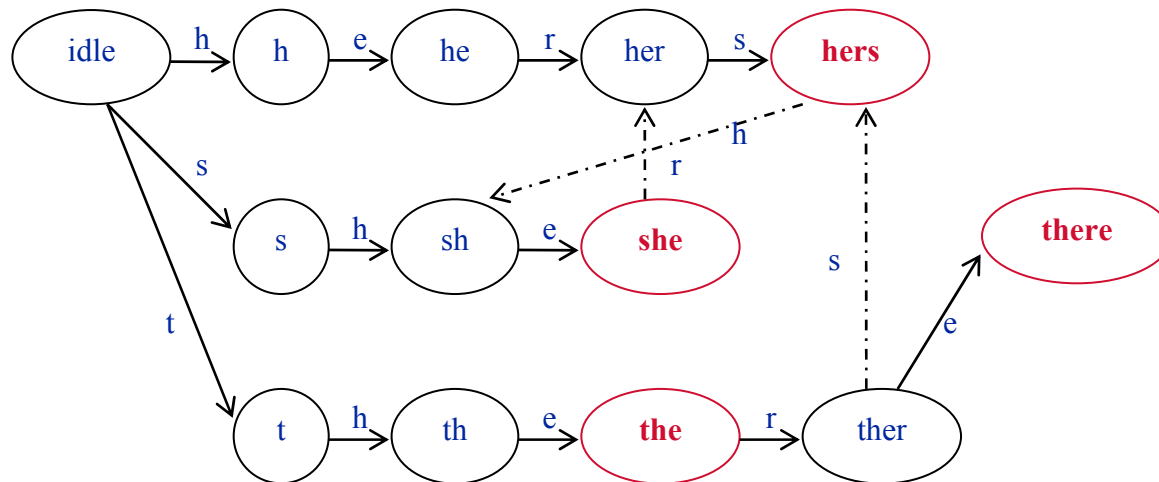 idle h h e he r her s hers
h
s r
s h sh e she s there
t e
t h th e the r ther